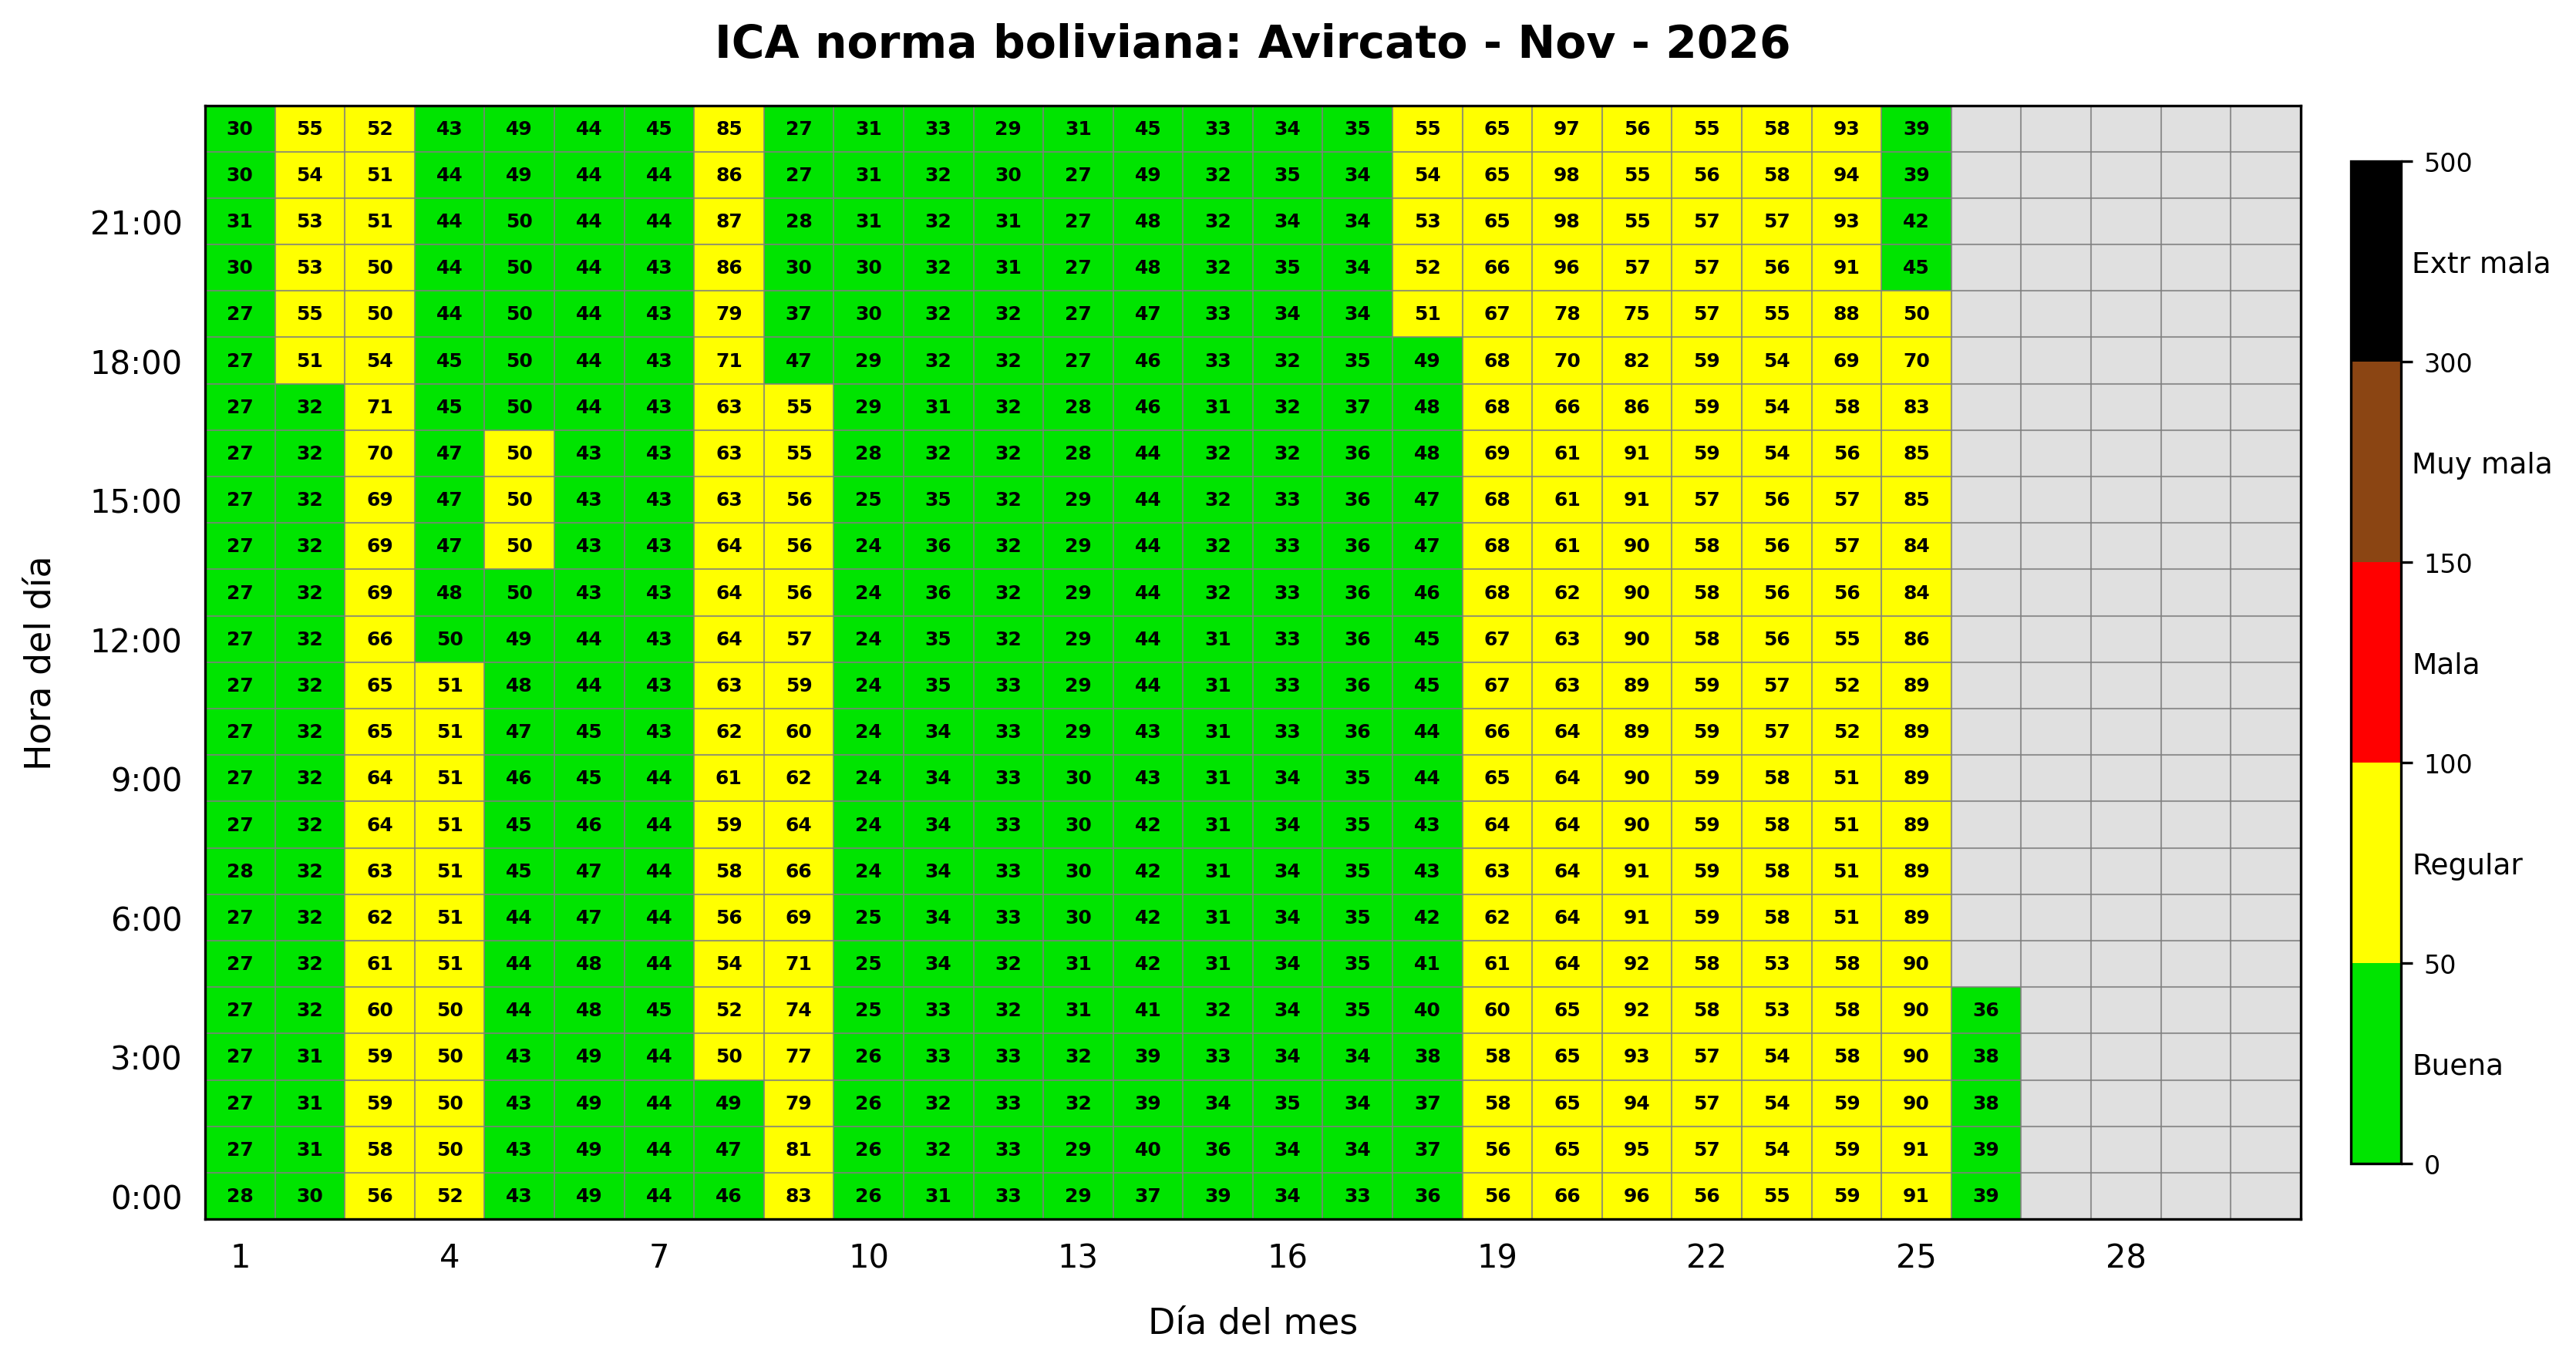 ICA norma boliviana: Avircato - Nov - 2026
30 55 52 43 49 44 45 85 27 31 33 29 31 45 33 34 35 55 65 97 56 55 58 93 39
30 54 51 44 49 44 44 86 27 31 32 30 27 49 32 35 34 54 65 98 55 56 58 94 39
21:00 31 53 51 44 50 44 44 87 28 31 32 31 27 48 32 34 34 53 65 98 55 57 57 93 42
30 53 50 44 50 44 43 86 30 30 32 31 27 48 32 35 34 52 66 96 57 57 56 91 45
27 55 50 44 50 44 43 79 37 30 32 32 27 47 33 34 34 51 67 78 75 57 55 88 50
18:00 27 51 54 45 50 44 43 71 47 29 32 32 27 46 33 32 35 49 68 70 82 59 54 69 70
27 32 71 45 50 44 43 63 55 29 31 32 28 46 31 32 37 48 68 66 86 59 54 58 83
27 32 70 47 50 43 43 63 55 28 32 32 28 44 32 32 36 48 69 61 91 59 54 56 85
15:00 27 32 69 47 50 43 43 63 56 25 35 32 29 44 32 33 36 47 68 61 91 57 56 57 85
27 32 69 47 50 43 43 64 56 24 36 32 29 44 32 33 36 47 68 61 90 58 56 57 84
27 32 69 48 50 43 43 64 56 24 36 32 29 44 32 33 36 46 68 62 90 58 56 56 84
12:00 27 32 66 50 49 44 43 64 57 24 35 32 29 44 31 33 36 45 67 63 90 58 56 55 86
27 32 65 51 48 44 43 63 59 24 35 33 29 44 31 33 36 45 67 63 89 59 57 52 89
27 32 65 51 47 45 43 62 60 24 34 33 29 43 31 33 36 44 66 64 89 59 57 52 89
9:00 27 32 64 51 46 45 44 61 62 24 34 33 30 43 31 34 35 44 65 64 90 59 58 51 89
27 32 64 51 45 46 44 59 64 24 34 33 30 42 31 34 35 43 64 64 90 59 58 51 89
28 32 63 51 45 47 44 58 66 24 34 33 30 42 31 34 35 43 63 64 91 59 58 51 89
6:00 27 32 62 51 44 47 44 56 69 25 34 33 30 42 31 34 35 42 62 64 91 59 58 51 89
27 32 61 51 44 48 44 54 71 25 34 32 31 42 31 34 35 41 61 64 92 58 53 58 90
27 32 60 50 44 48 45 52 74 25 33 32 31 41 32 34 35 40 60 65 92 58 53 58 90 36
3:00 27 31 59 50 43 49 44 50 77 26 33 33 32 39 33 34 34 38 58 65 93 57 54 58 90 38
27 31 59 50 43 49 44 49 79 26 32 33 32 39 34 35 34 37 58 65 94 57 54 59 90 38
27 31 58 50 43 49 44 47 81 26 32 33 29 40 36 34 34 37 56 65 95 57 54 59 91 39
0:00 28 30 56 52 43 49 44 46 83 26 31 33 29 37 39 34 33 36 56 66 96 56 55 59 91 39
1 4 7 10 13 16 19 22 25 28
Día del mes
Hora del día
500
Extr mala
300
Muy mala
150
Mala
100
Regular
50
Buena
0